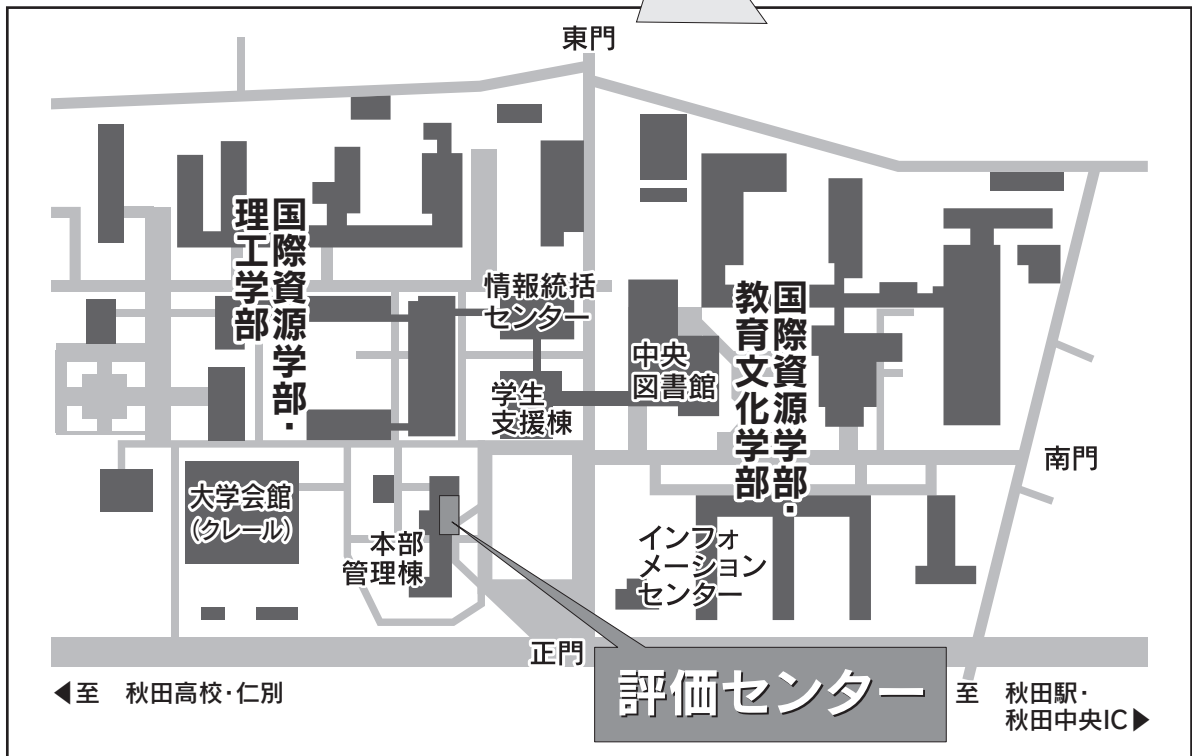 東門
国際資源学部・
理工学部
情報統括
センター
中央
図書館
国際資源学部・
教育文化学部
学生
支援棟
南門
大学会館
（クレール）
本部
管理棟
インフォ
メーション
センター
正門
評価センター
◀至 秋田高校・仁別
至 秋田駅・
秋田中央IC▶